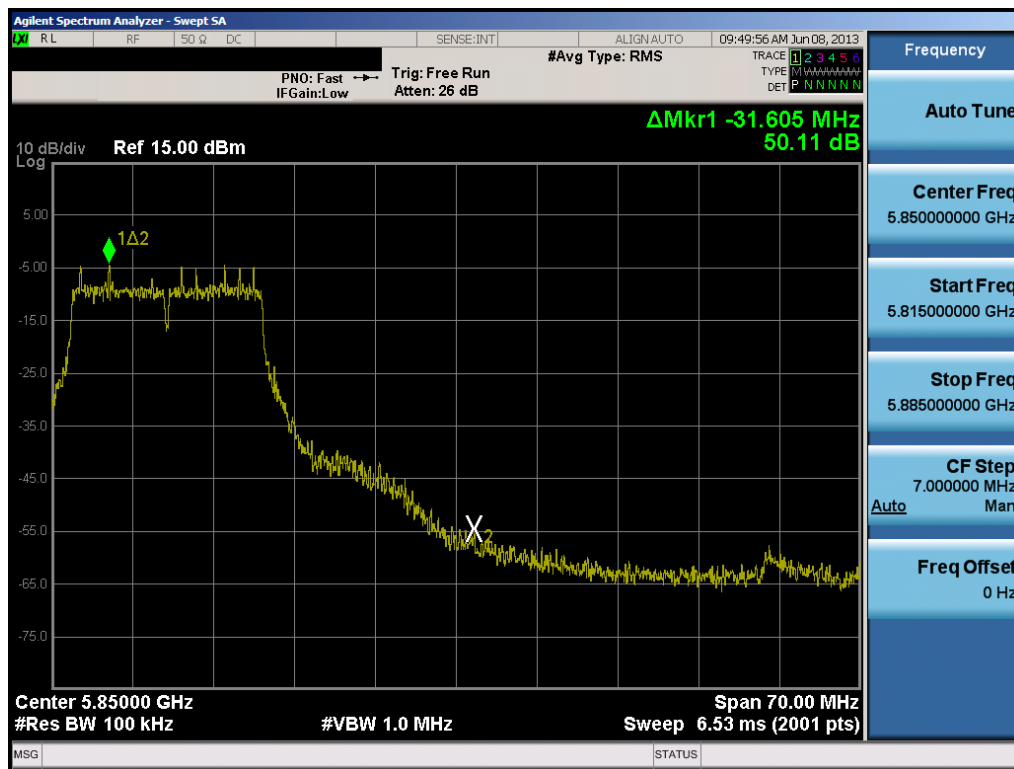 Agilent Spectrum Analyzer - Swept SA
LXI RL RF 50 Ω DC SENSE:INT ALIGNAUTO 09:49:56 AM Jun 08, 2013
#Avg Type: RMS TRACE 1 2 3 4 5 6
PNO: Fast Trig: Free Run TYPE M W W W W W
IFGain:Low Atten: 26 dB DET P N N N N N
ΔMkr1 -31.605 MHz
50.11 dB
10 dB/div Ref 15.00 dBm
Log
5.00
1Δ2
-5.00
-15.0
-25.0
-35.0
-45.0
-55.0
X2
-65.0
-75.0
Center 5.85000 GHz Span 70.00 MHz
#Res BW 100 kHz #VBW 1.0 MHz Sweep 6.53 ms (2001 pts)
MSG STATUS
Frequency
Auto Tune
Center Freq
5.850000000 GHz
Start Freq
5.815000000 GHz
Stop Freq
5.885000000 GHz
CF Step
7.000000 MHz
Auto Man
Freq Offset
0 Hz